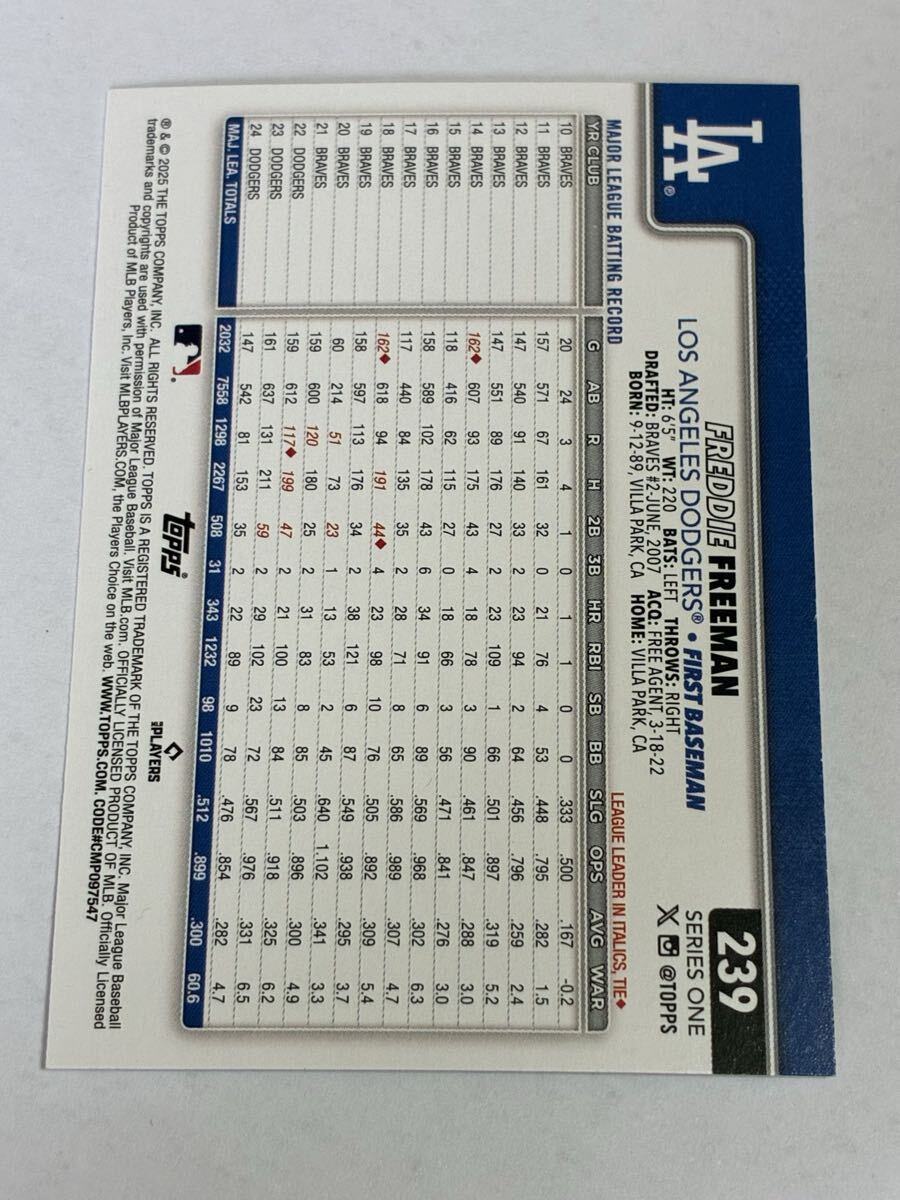 LA®
FREDDIE FREEMAN
239
LOS ANGELES DODGERS® • FIRST BASEMAN
SERIES ONE
HT: 6'5" WT: 220 BATS: LEFT THROWS: RIGHT
@TOPPS
DRAFTED: BRAVES #2-JUNE, 2007 ACQ: FREE AGENT, 3-18-22
BORN: 9-12-89, VILLA PARK, CA HOME: VILLA PARK, CA
MAJOR LEAGUE BATTING RECORD
LEAGUE LEADER IN ITALICS, TIE♦
YR CLUB G AB R H 2B 3B HR RBI SB BB SLG OPS AVG WAR
10 BRAVES 20 24 3 4 1 0 1 1 0 0 .333 .500 .167 -0.2
11 BRAVES 157 571 67 161 32 0 21 76 4 53 .448 .795 .282 1.5
12 BRAVES 147 540 91 140 33 2 23 94 2 64 .456 .796 .259 2.4
13 BRAVES 147 551 89 176 27 2 23 109 1 66 .501 .897 .319 5.2
14 BRAVES 162♦ 607 93 175 43 4 18 78 3 90 .461 .847 .288 3.0
15 BRAVES 118 416 62 115 27 0 18 66 3 56 .471 .841 .276 3.0
16 BRAVES 158 589 102 178 43 6 34 91 6 89 .569 .968 .302 6.3
17 BRAVES 117 440 84 135 35 2 28 71 8 65 .586 .989 .307 4.7
18 BRAVES 162♦ 618 94 191 44♦ 4 23 98 10 76 .505 .892 .309 5.4
19 BRAVES 158 597 113 176 34 2 38 121 6 87 .549 .938 .295 3.7
20 BRAVES 60 214 51 73 23 1 13 53 2 45 .640 1.102 .341 3.3
21 BRAVES 159 600 120 180 25 2 31 83 8 85 .503 .896 .300 4.9
22 DODGERS 159 612 117♦ 199 47 2 21 100 13 84 .511 .918 .325 6.2
23 DODGERS 161 637 131 211 59 2 29 102 23 72 .567 .976 .331 6.5
24 DODGERS 147 542 81 153 35 2 22 89 9 78 .476 .854 .282 4.7
MAJ. LEA. TOTALS 2032 7558 1298 2267 508 31 343 1232 98 1010 .512 .899 .300 60.6
topps®
MLB PLAYERS
® & © 2025 THE TOPPS COMPANY, INC. ALL RIGHTS RESERVED. TOPPS IS A REGISTERED TRADEMARK OF THE TOPPS COMPANY, INC. Major League Baseball
trademarks and copyrights are used with permission of Major League Baseball. Visit MLB.com. OFFICIALLY LICENSED PRODUCT OF MLB. Officially Licensed
Product of MLB Players, Inc. Visit MLBPLAYERS.COM, the Players Choice on the web. WWW.TOPPS.COM. CODE#CMP097547